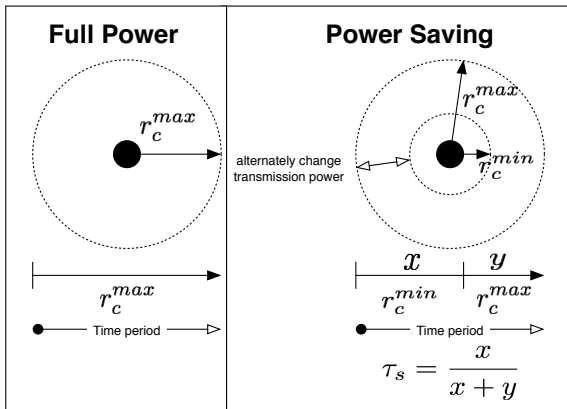 Full Power
r_c^{max}
r_c^{max}
Time period
Power Saving
r_c^{max}
r_c^{min}
alternately change
transmission power
x y
r_c^{min} r_c^{max}
Time period
τ_s = \frac{x}{x + y}